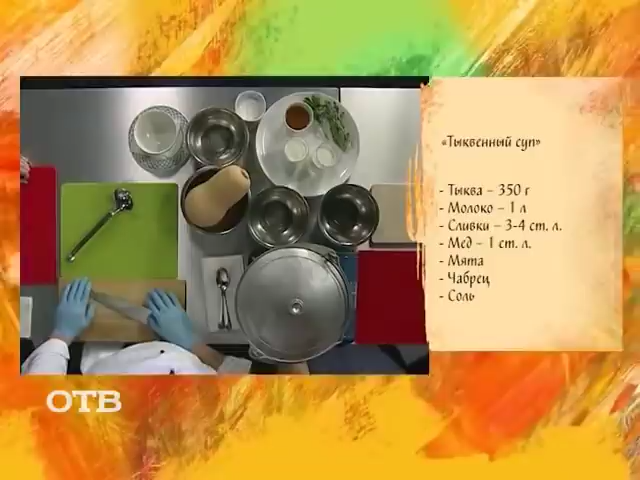 «Тыквенный суп»
- Тыква – 350 г
- Молоко – 1 л
- Сливки – 3-4 ст. л.
- Мед – 1 ст. л.
- Мята
- Чабрец
- Соль
ОТВ